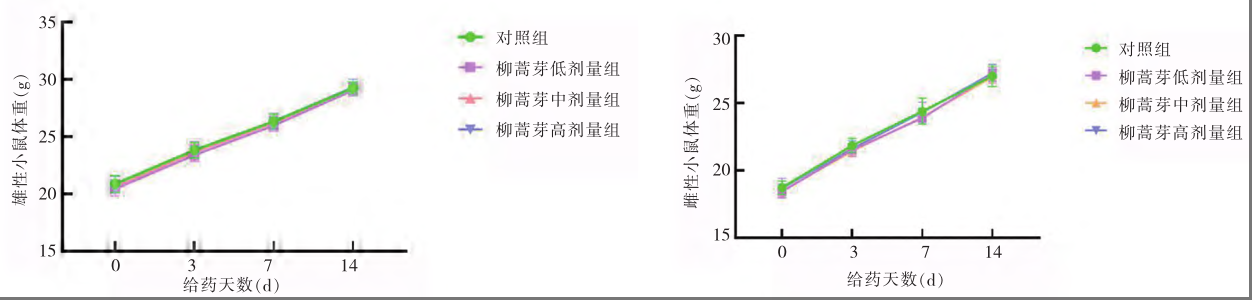 35
30
25
20
15
雄性小鼠体重(g)
0 3 7 14
给药天数(d)
对照组
柳蒿芽低剂量组
柳蒿芽中剂量组
柳蒿芽高剂量组
30
25
20
15
雌性小鼠体重(g)
0 3 7 14
给药天数(d)
对照组
柳蒿芽低剂量组
柳蒿芽中剂量组
柳蒿芽高剂量组